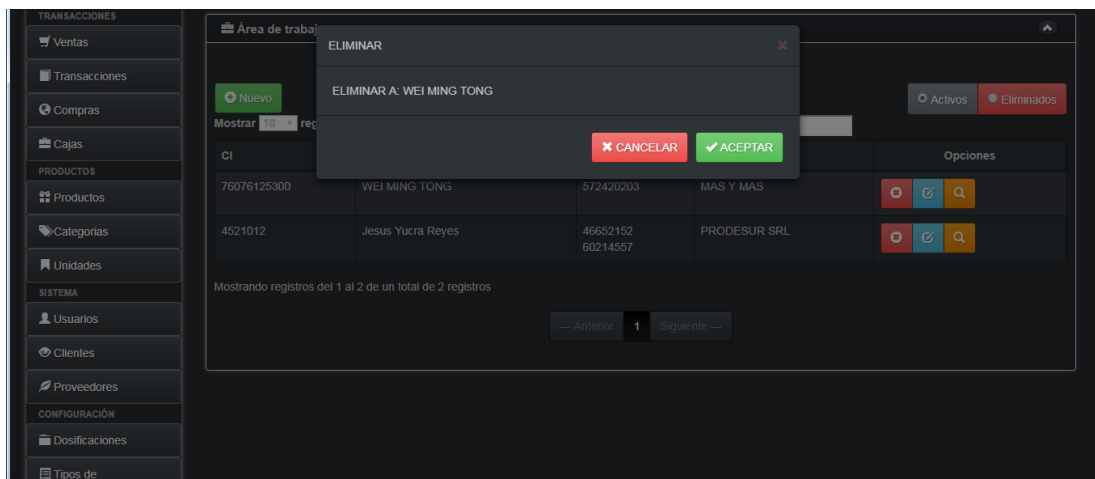 TRANSACCIONES
Ventas
Transacciones
Compras
Cajas
PRODUCTOS
Productos
Categorias
Unidades
SISTEMA
Usuarios
Clientes
Proveedores
CONFIGURACIÓN
Dosificaciones
Tipos de
Área de trabaj
ELIMINAR
ELIMINAR A: WEI MING TONG
CANCELAR ACEPTAR
Nuevo
Activos Eliminados
Mostrar 10 reg
CI Opciones
76076125300 WEI MING TONG 572420203 MAS Y MAS
4521012 Jesus Yucra Reyes 46652152 PRODESUR SRL
60214557
Mostrando registros del 1 al 2 de un total de 2 registros
← Anterior 1 Siguiente →